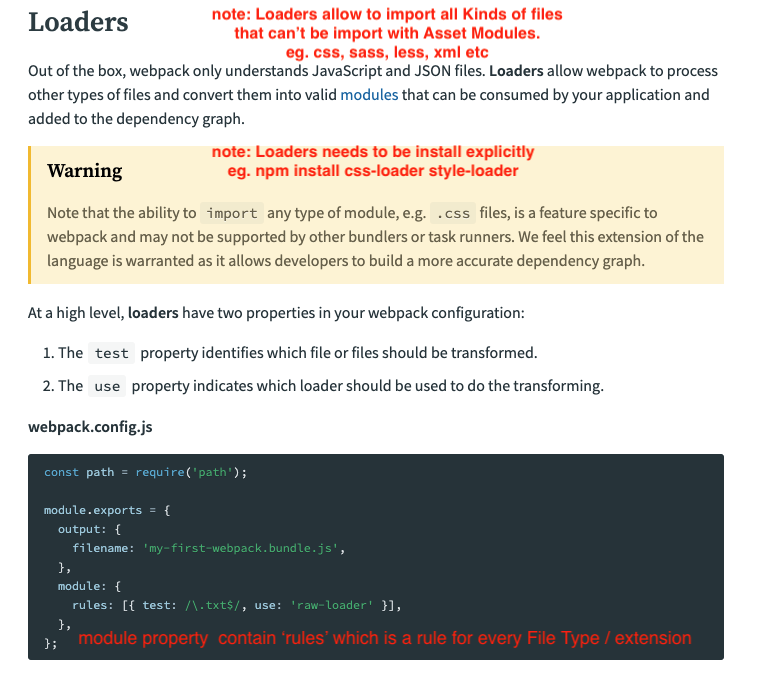 Loaders
note: Loaders allow to import all Kinds of files
that can't be import with Asset Modules.
eg. css, sass, less, xml etc
Out of the box, webpack only understands JavaScript and JSON files. Loaders allow webpack to process
other types of files and convert them into valid modules that can be consumed by your application and
added to the dependency graph.
note: Loaders needs to be install explicitly
eg. npm install css-loader style-loader
Warning
Note that the ability to import any type of module, e.g. .css files, is a feature specific to
webpack and may not be supported by other bundlers or task runners. We feel this extension of the
language is warranted as it allows developers to build a more accurate dependency graph.
At a high level, loaders have two properties in your webpack configuration:
1. The test property identifies which file or files should be transformed.
2. The use property indicates which loader should be used to do the transforming.
webpack.config.js
const path = require('path');
module.exports = {
  output: {
    filename: 'my-first-webpack.bundle.js',
  },
  module: {
    rules: [{ test: /\.txt$/, use: 'raw-loader' }],
  },
};
module property contain 'rules' which is a rule for every File Type / extension